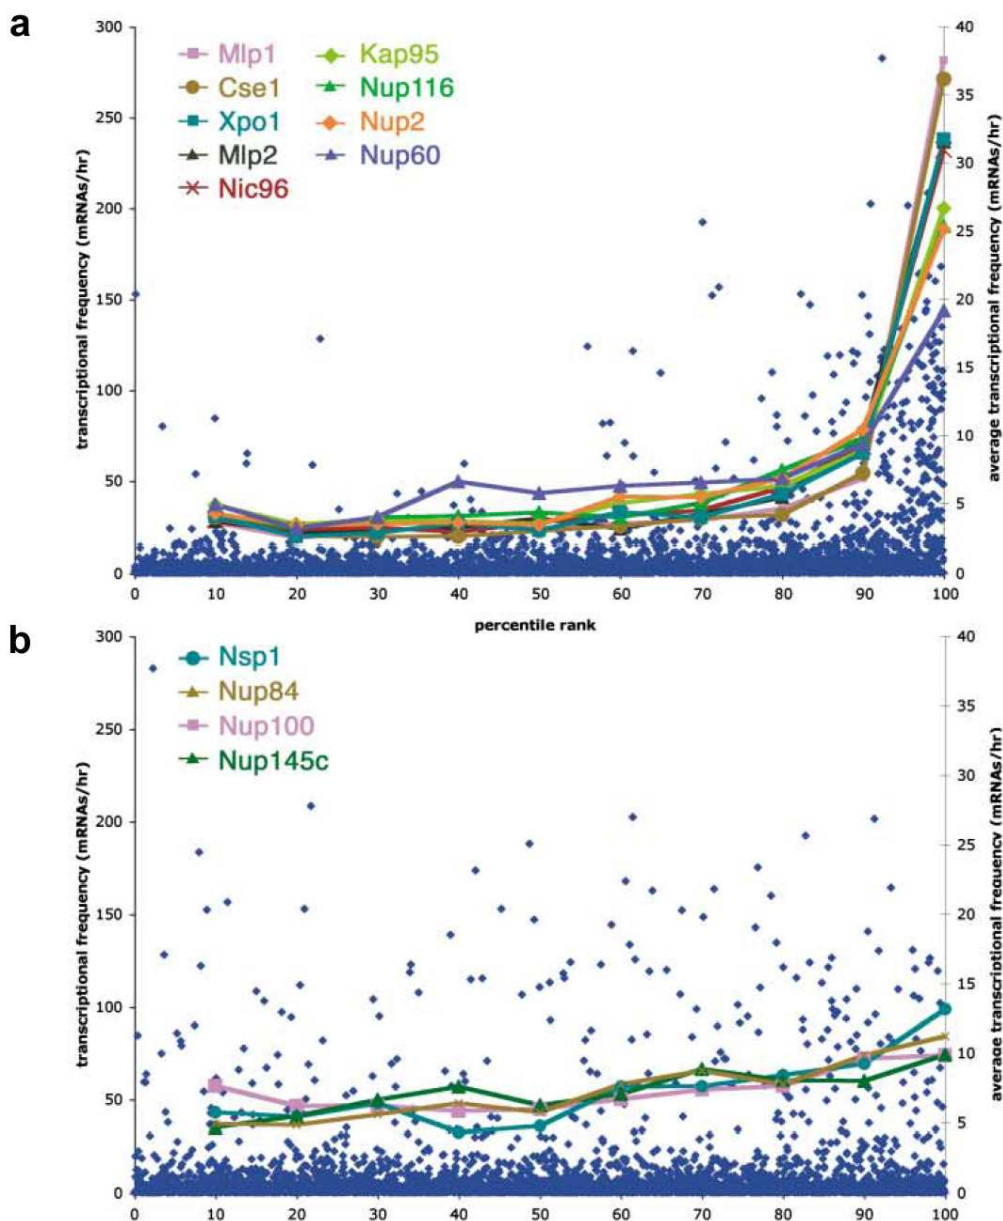 a
300
250
200
150
100
50
0
transcriptional frequency (mRNAs/hr)
Mlp1
Cse1
Xpo1
Mlp2
Nic96
Kap95
Nup116
Nup2
Nup60
40
35
30
25
20
15
10
5
0
average transcriptional frequency (mRNAs/hr)
0 10 20 30 40 50 60 70 80 90 100
percentile rank
b
300
250
200
150
100
50
0
transcriptional frequency (mRNAs/hr)
Nsp1
Nup84
Nup100
Nup145c
40
35
30
25
20
15
10
5
0
average transcriptional frequency (mRNAs/hr)
0 10 20 30 40 50 60 70 80 90 100